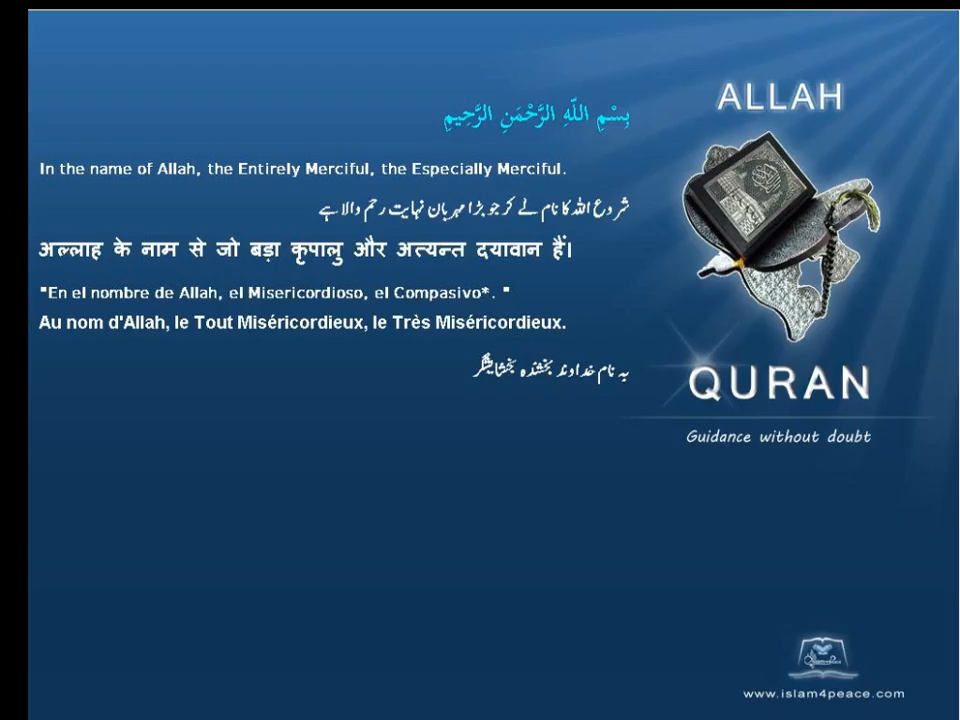 بِسْمِ اللَّهِ الرَّحْمَنِ الرَّحِيمِ
In the name of Allah, the Entirely Merciful, the Especially Merciful.
شروع الله کا نام لے کر جو بڑا مہربان نہایت رحم والا ہے
अल्लाह के नाम से जो बड़ा कृपालु और अत्यन्त दयावान हैं।
"En el nombre de Allah, el Misericordioso, el Compasivo*. "
Au nom d'Allah, le Tout Miséricordieux, le Très Miséricordieux.
به نام خداوند بخشنده بخشایشگر
ALLAH
QURAN
Guidance without doubt
www.islam4peace.com